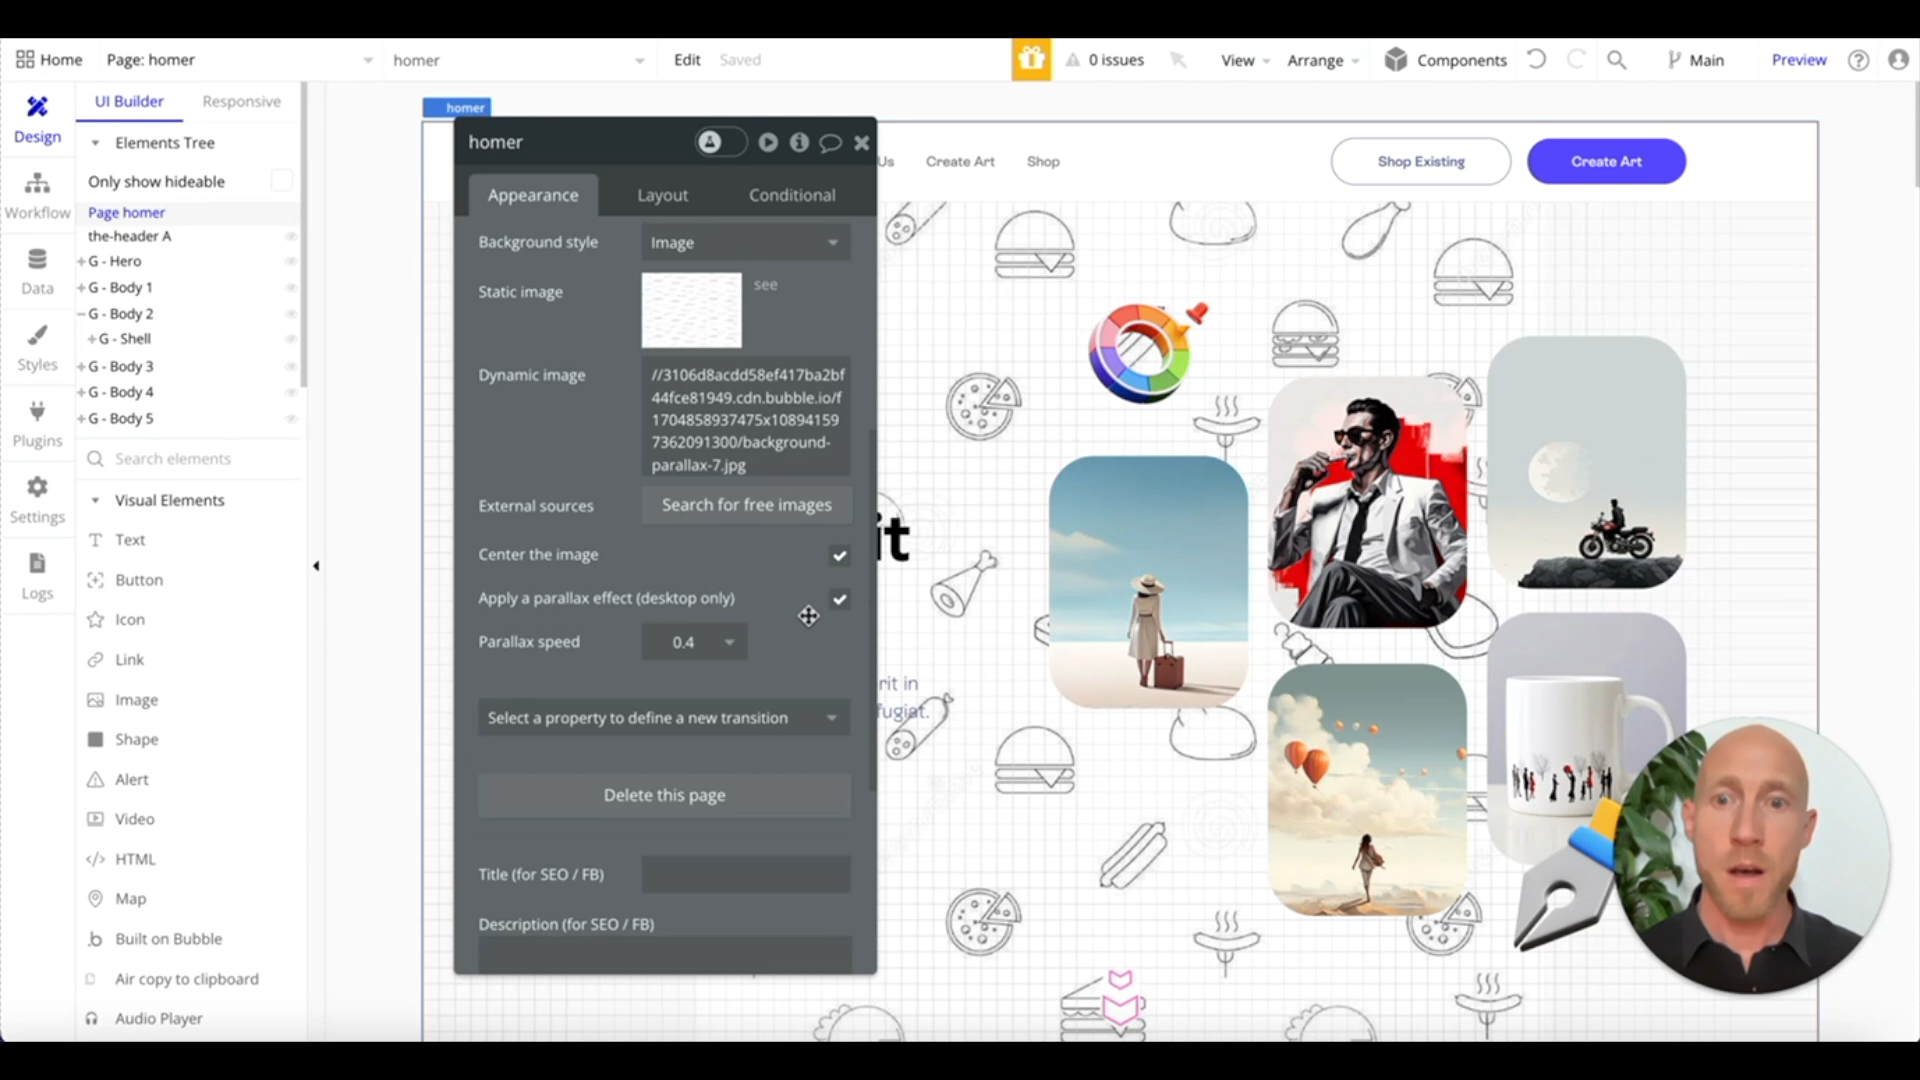 Home
Page: homer
homer
Edit
Saved
0 issues
View
Arrange
Components
Main
Preview
Design
Workflow
Data
Styles
Plugins
Settings
Logs
UI Builder
Responsive
Elements Tree
Only show hideable
Page homer
the-header A
G - Hero
G - Body 1
G - Body 2
G - Shell
G - Body 3
G - Body 4
G - Body 5
Search elements
Visual Elements
Text
Button
Icon
Link
Image
Shape
Alert
Video
HTML
Map
Built on Bubble
Air copy to clipboard
Audio Player
homer
homer
Appearance
Layout
Conditional
Background style
Image
Static image
see
Dynamic image
//3106d8acdd58ef417ba2bf
44fce81949.cdn.bubble.io/f
1704858937475x10894159
7362091300/background-
parallax-7.jpg
External sources
Search for free images
Center the image
Apply a parallax effect (desktop only)
Parallax speed
0.4
Select a property to define a new transition
Delete this page
Title (for SEO / FB)
Description (for SEO / FB)
Us
Create Art
Shop
Shop Existing
Create Art
it
rit in
fugiat.